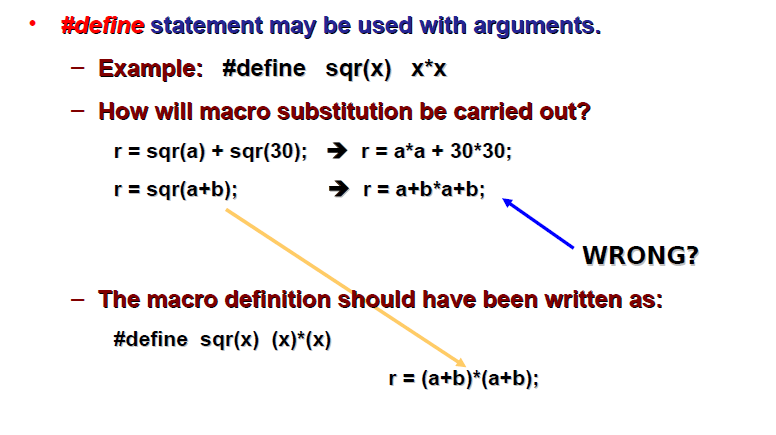 • #define statement may be used with arguments.
– Example: #define sqr(x) x*x
– How will macro substitution be carried out?
r = sqr(a) + sqr(30); ➔ r = a*a + 30*30;
r = sqr(a+b); ➔ r = a+b*a+b;
WRONG?
– The macro definition should have been written as:
#define sqr(x) (x)*(x)
r = (a+b)*(a+b);